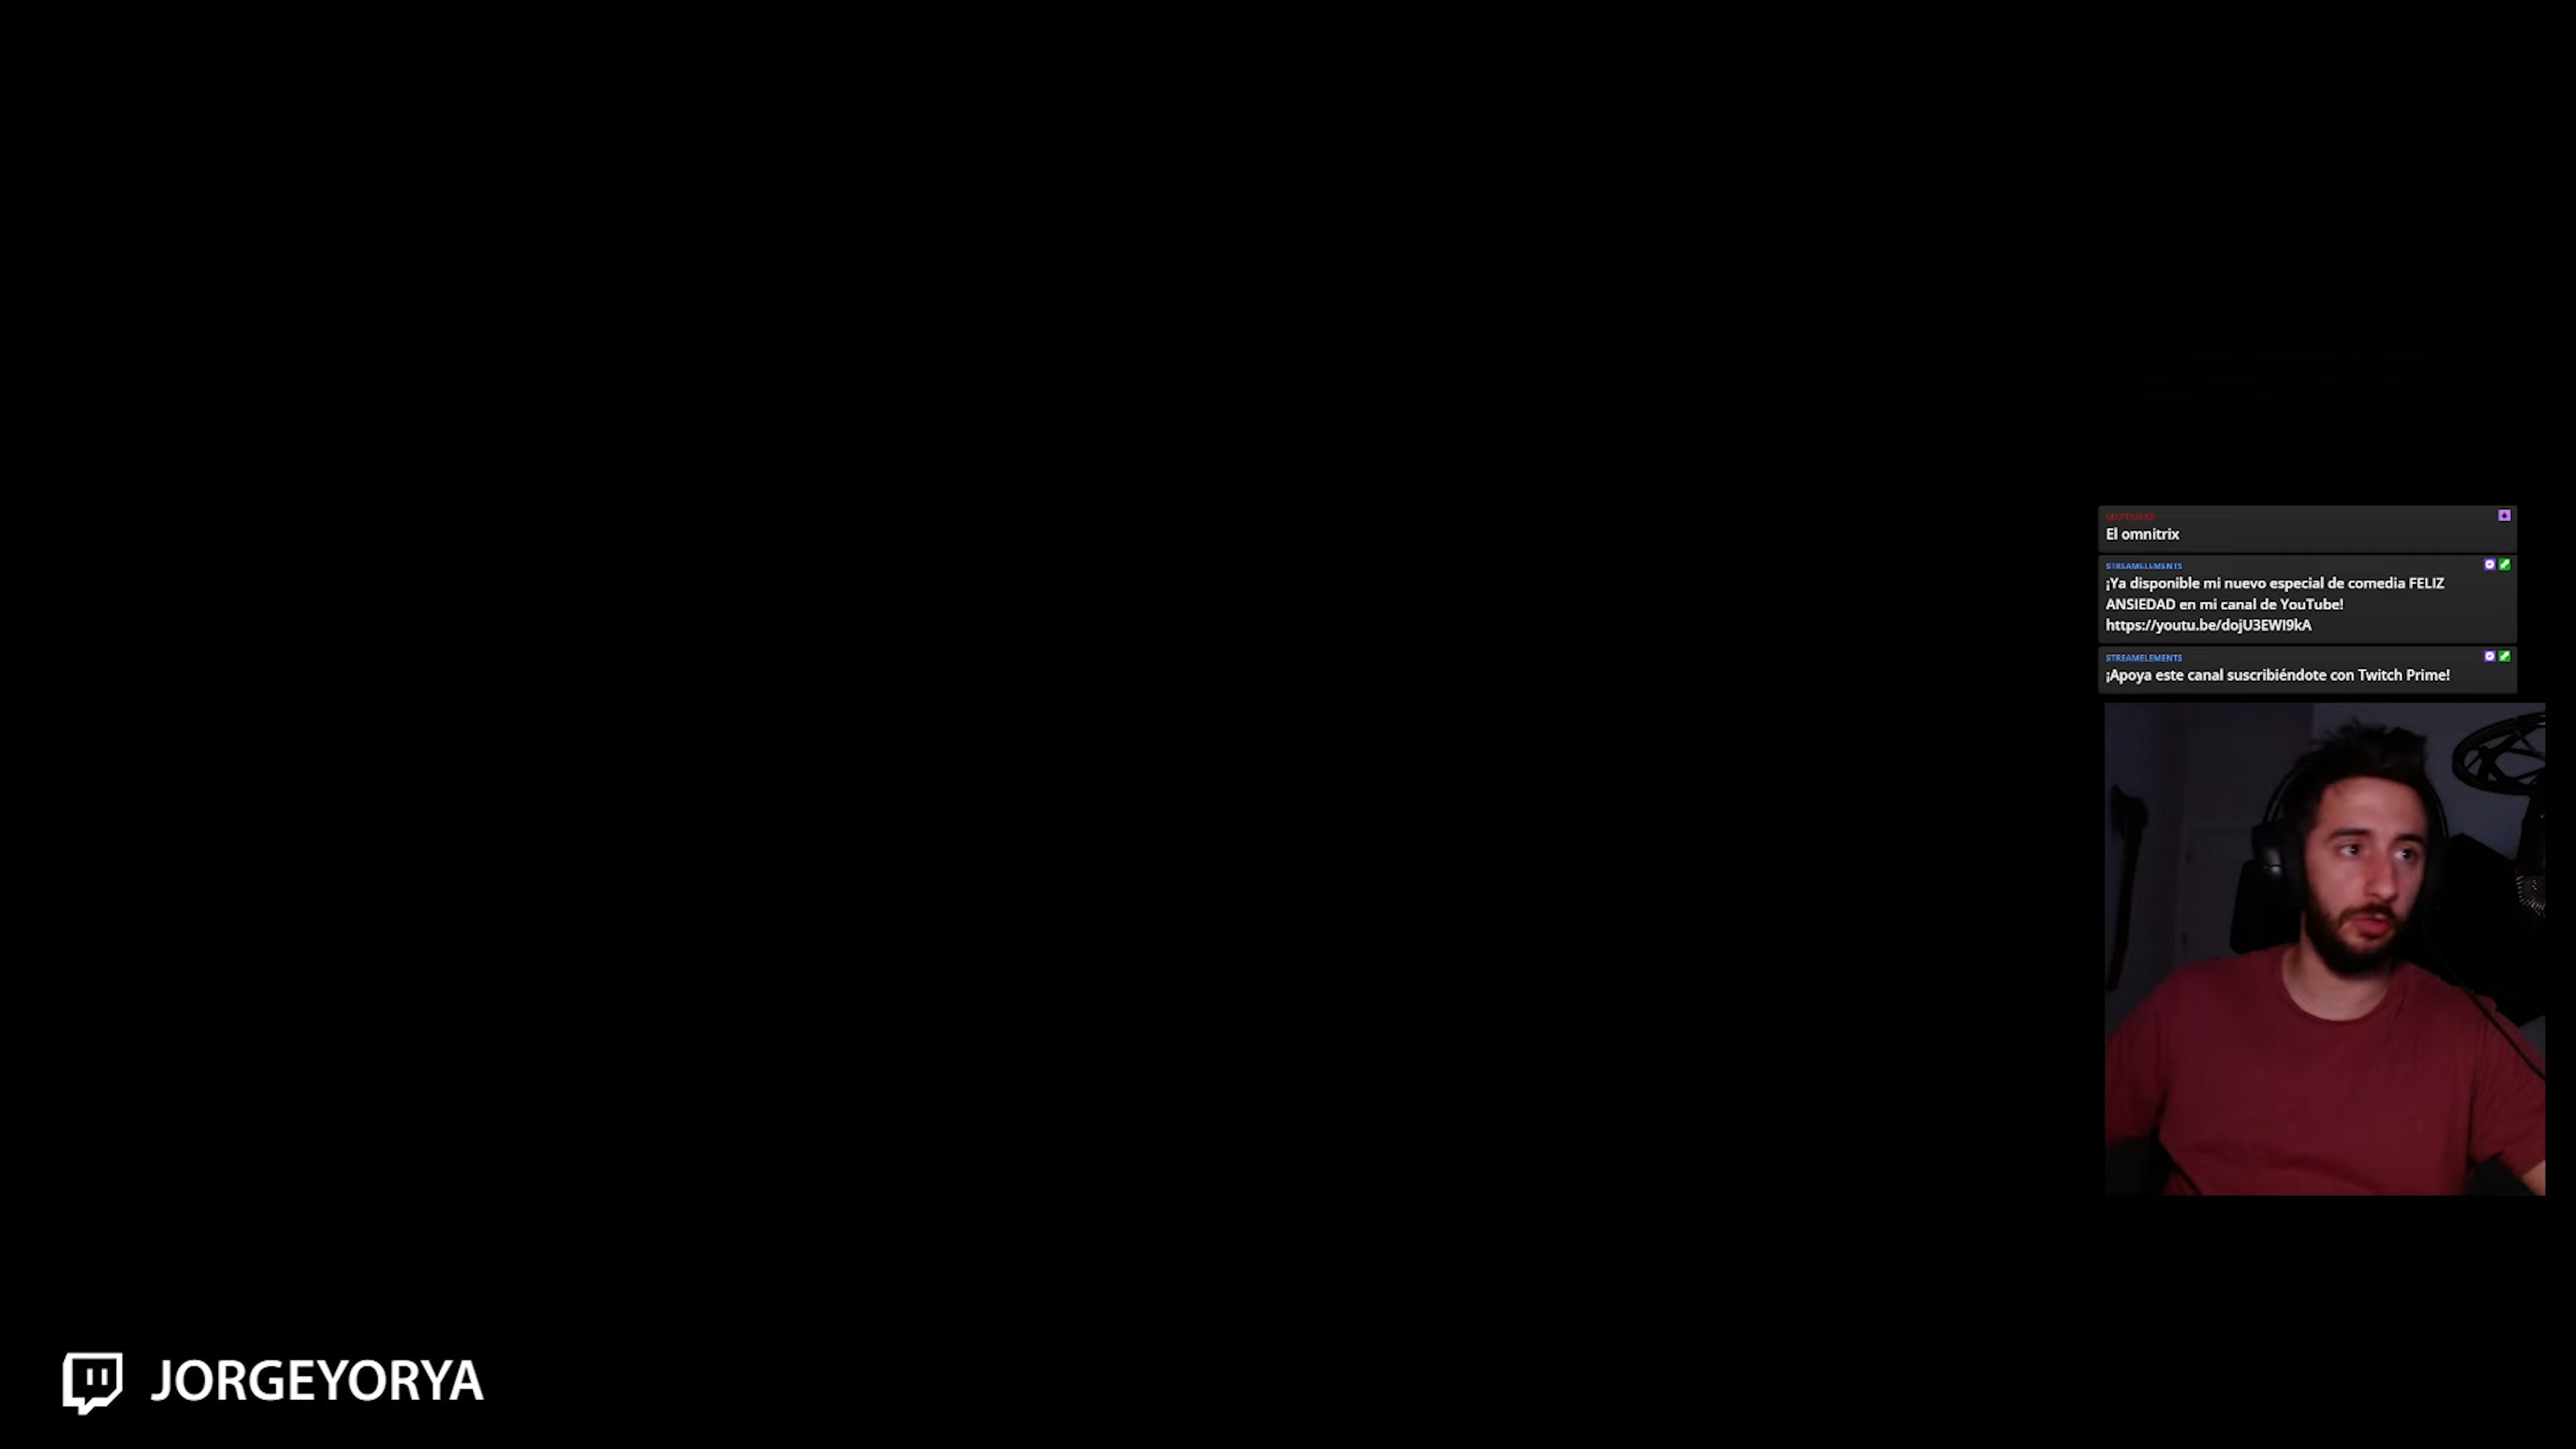 El omnitrix
STREAMELEMENTS
¡Ya disponible mi nuevo especial de comedia FELIZ
ANSIEDAD en mi canal de YouTube!
https://youtu.be/dojU3EWI9kA
STREAMELEMENTS
¡Apoya este canal suscribiéndote con Twitch Prime!
JORGEYORYA